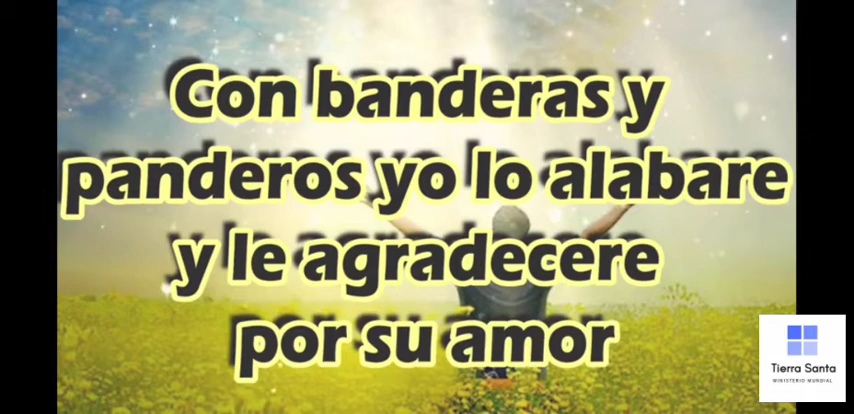 Con banderas y
panderos yo lo alabare
y le agradecere
por su amor
Tierra Santa
MINISTERIO MUNDIAL